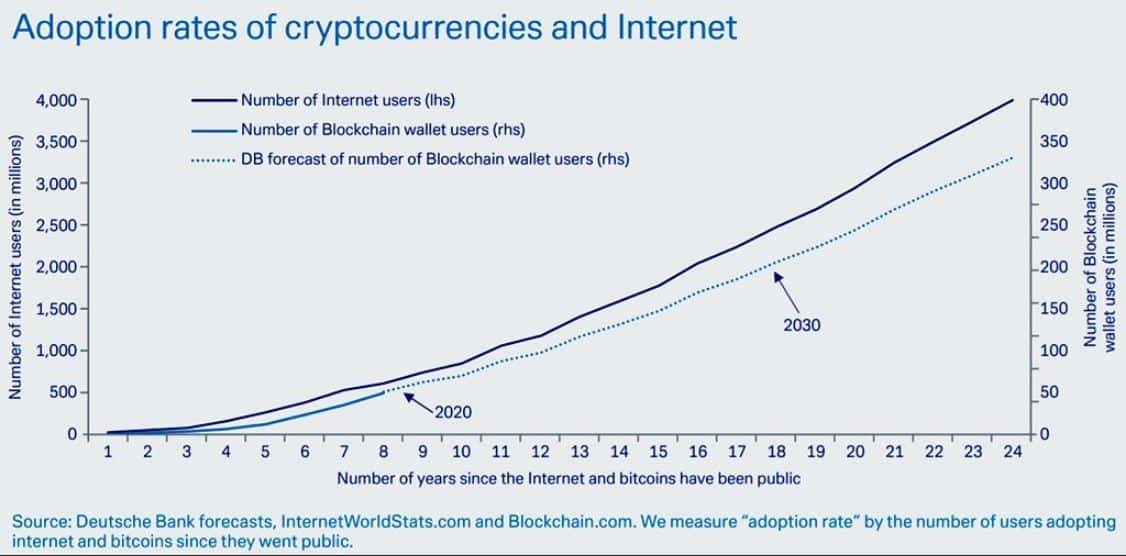 Adoption rates of cryptocurrencies and Internet
Number of Internet users (lhs)
Number of Blockchain wallet users (rhs)
DB forecast of number of Blockchain wallet users (rhs)
Number of Internet users (in millions)
4,000
3,500
3,000
2,500
2,000
1,500
1,000
500
0
400
350
300
250
200
150
100
50
0
Number of Blockchain
wallet users (in millions)
2030
2020
1 2 3 4 5 6 7 8 9 10 11 12 13 14 15 16 17 18 19 20 21 22 23 24
Number of years since the Internet and bitcoins have been public
Source: Deutsche Bank forecasts, InternetWorldStats.com and Blockchain.com. We measure “adoption rate” by the number of users adopting
internet and bitcoins since they went public.